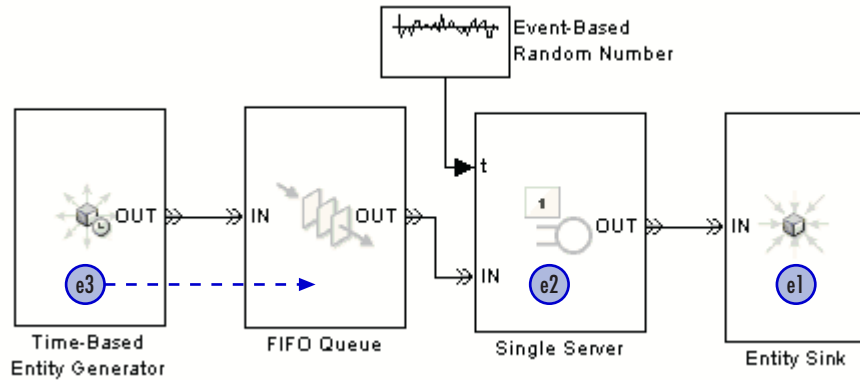 Event-Based
Random Number
OUT
e3
Time-Based
Entity Generator
IN
OUT
FIFO Queue
t
1
OUT
IN
e2
Single Server
IN
e1
Entity Sink